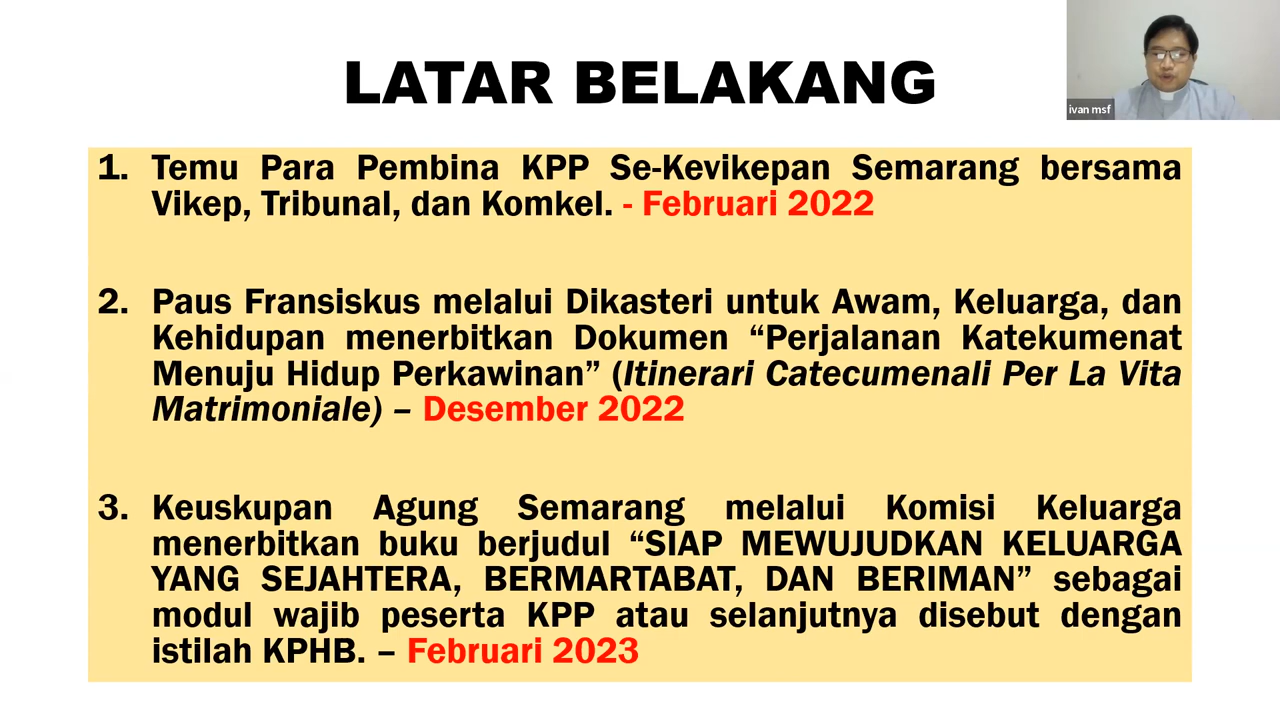 LATAR BELAKANG
ivan msf
1. Temu Para Pembina KPP Se-Kevikepan Semarang bersama
Vikep, Tribunal, dan Komkel. - Februari 2022
2. Paus Fransiskus melalui Dikasteri untuk Awam, Keluarga, dan
Kehidupan menerbitkan Dokumen “Perjalanan Katekumenat
Menuju Hidup Perkawinan” (Itinerari Catecumenali Per La Vita
Matrimoniale) – Desember 2022
3. Keuskupan Agung Semarang melalui Komisi Keluarga
menerbitkan buku berjudul “SIAP MEWUJUDKAN KELUARGA
YANG SEJAHTERA, BERMARTABAT, DAN BERIMAN” sebagai
modul wajib peserta KPP atau selanjutnya disebut dengan
istilah KPHB. – Februari 2023